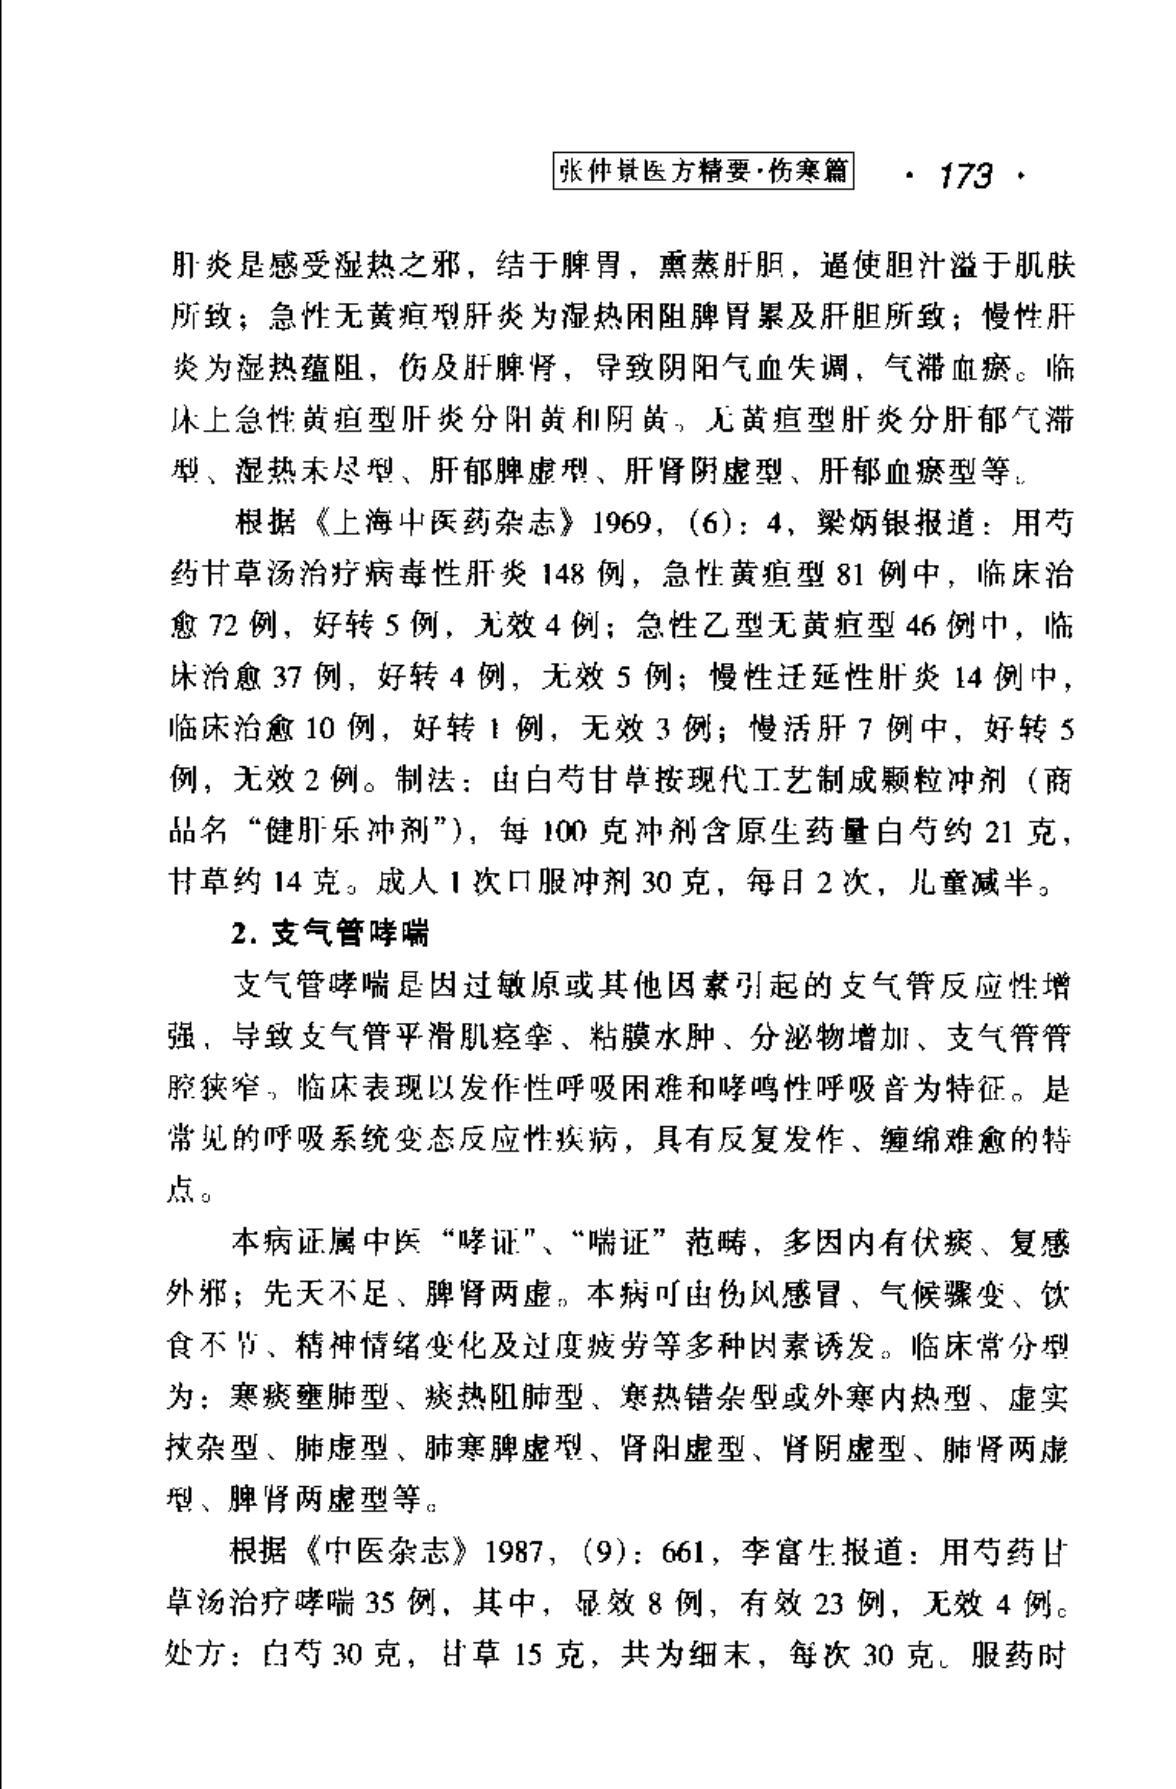 张仲景医方精要·伤寒篇 · 173 ·
肝炎是感受湿热之邪，结于脾胃，熏蒸肝胆，逼使胆汁溢于肌肤
所致；急性无黄疸型肝炎为湿热困阻脾胃累及肝胆所致；慢性肝
炎为湿热蕴阻，伤及肝脾肾，导致阴阳气血失调，气滞血瘀。临
床上急性黄疸型肝炎分阳黄和阴黄。无黄疸型肝炎分肝郁气滞
型、湿热未尽型、肝郁脾虚型、肝肾阴虚型、肝郁血瘀型等。
根据《上海中医药杂志》1969，（6）：4，梁炳银报道：用芍
药甘草汤治疗病毒性肝炎 148 例，急性黄疸型 81 例中，临床治
愈 72 例，好转 5 例，无效 4 例；急性乙型无黄疸型 46 例中，临
床治愈 37 例，好转 4 例，无效 5 例；慢性迁延性肝炎 14 例中，
临床治愈 10 例，好转 1 例，无效 3 例；慢活肝 7 例中，好转 5
例，无效 2 例。制法：由白芍甘草按现代工艺制成颗粒冲剂（商
品名“健肝乐冲剂”），每 100 克冲剂含原生药量白芍约 21 克，
甘草约 14 克。成人 1 次口服冲剂 30 克，每日 2 次，儿童减半。
2. 支气管哮喘
支气管哮喘是因过敏原或其他因素引起的支气管反应性增
强，导致支气管平滑肌痉挛、粘膜水肿、分泌物增加、支气管管
腔狭窄。临床表现以发作性呼吸困难和哮鸣性呼吸音为特征。是
常见的呼吸系统变态反应性疾病，具有反复发作、缠绵难愈的特
点。
本病证属中医“哮证”、“喘证”范畴，多因内有伏痰、复感
外邪；先天不足、脾肾两虚。本病可由伤风感冒、气候骤变、饮
食不节、精神情绪变化及过度疲劳等多种因素诱发。临床常分型
为：寒痰壅肺型、痰热阻肺型、寒热错杂型或外寒内热型、虚实
挟杂型、肺虚型、肺寒脾虚型、肾阳虚型、肾阴虚型、肺肾两虚
型、脾肾两虚型等。
根据《中医杂志》1987，（9）：661，李富生报道：用芍药甘
草汤治疗哮喘 35 例，其中，显效 8 例，有效 23 例，无效 4 例。
处方：白芍 30 克，甘草 15 克，共为细末，每次 30 克。服药时